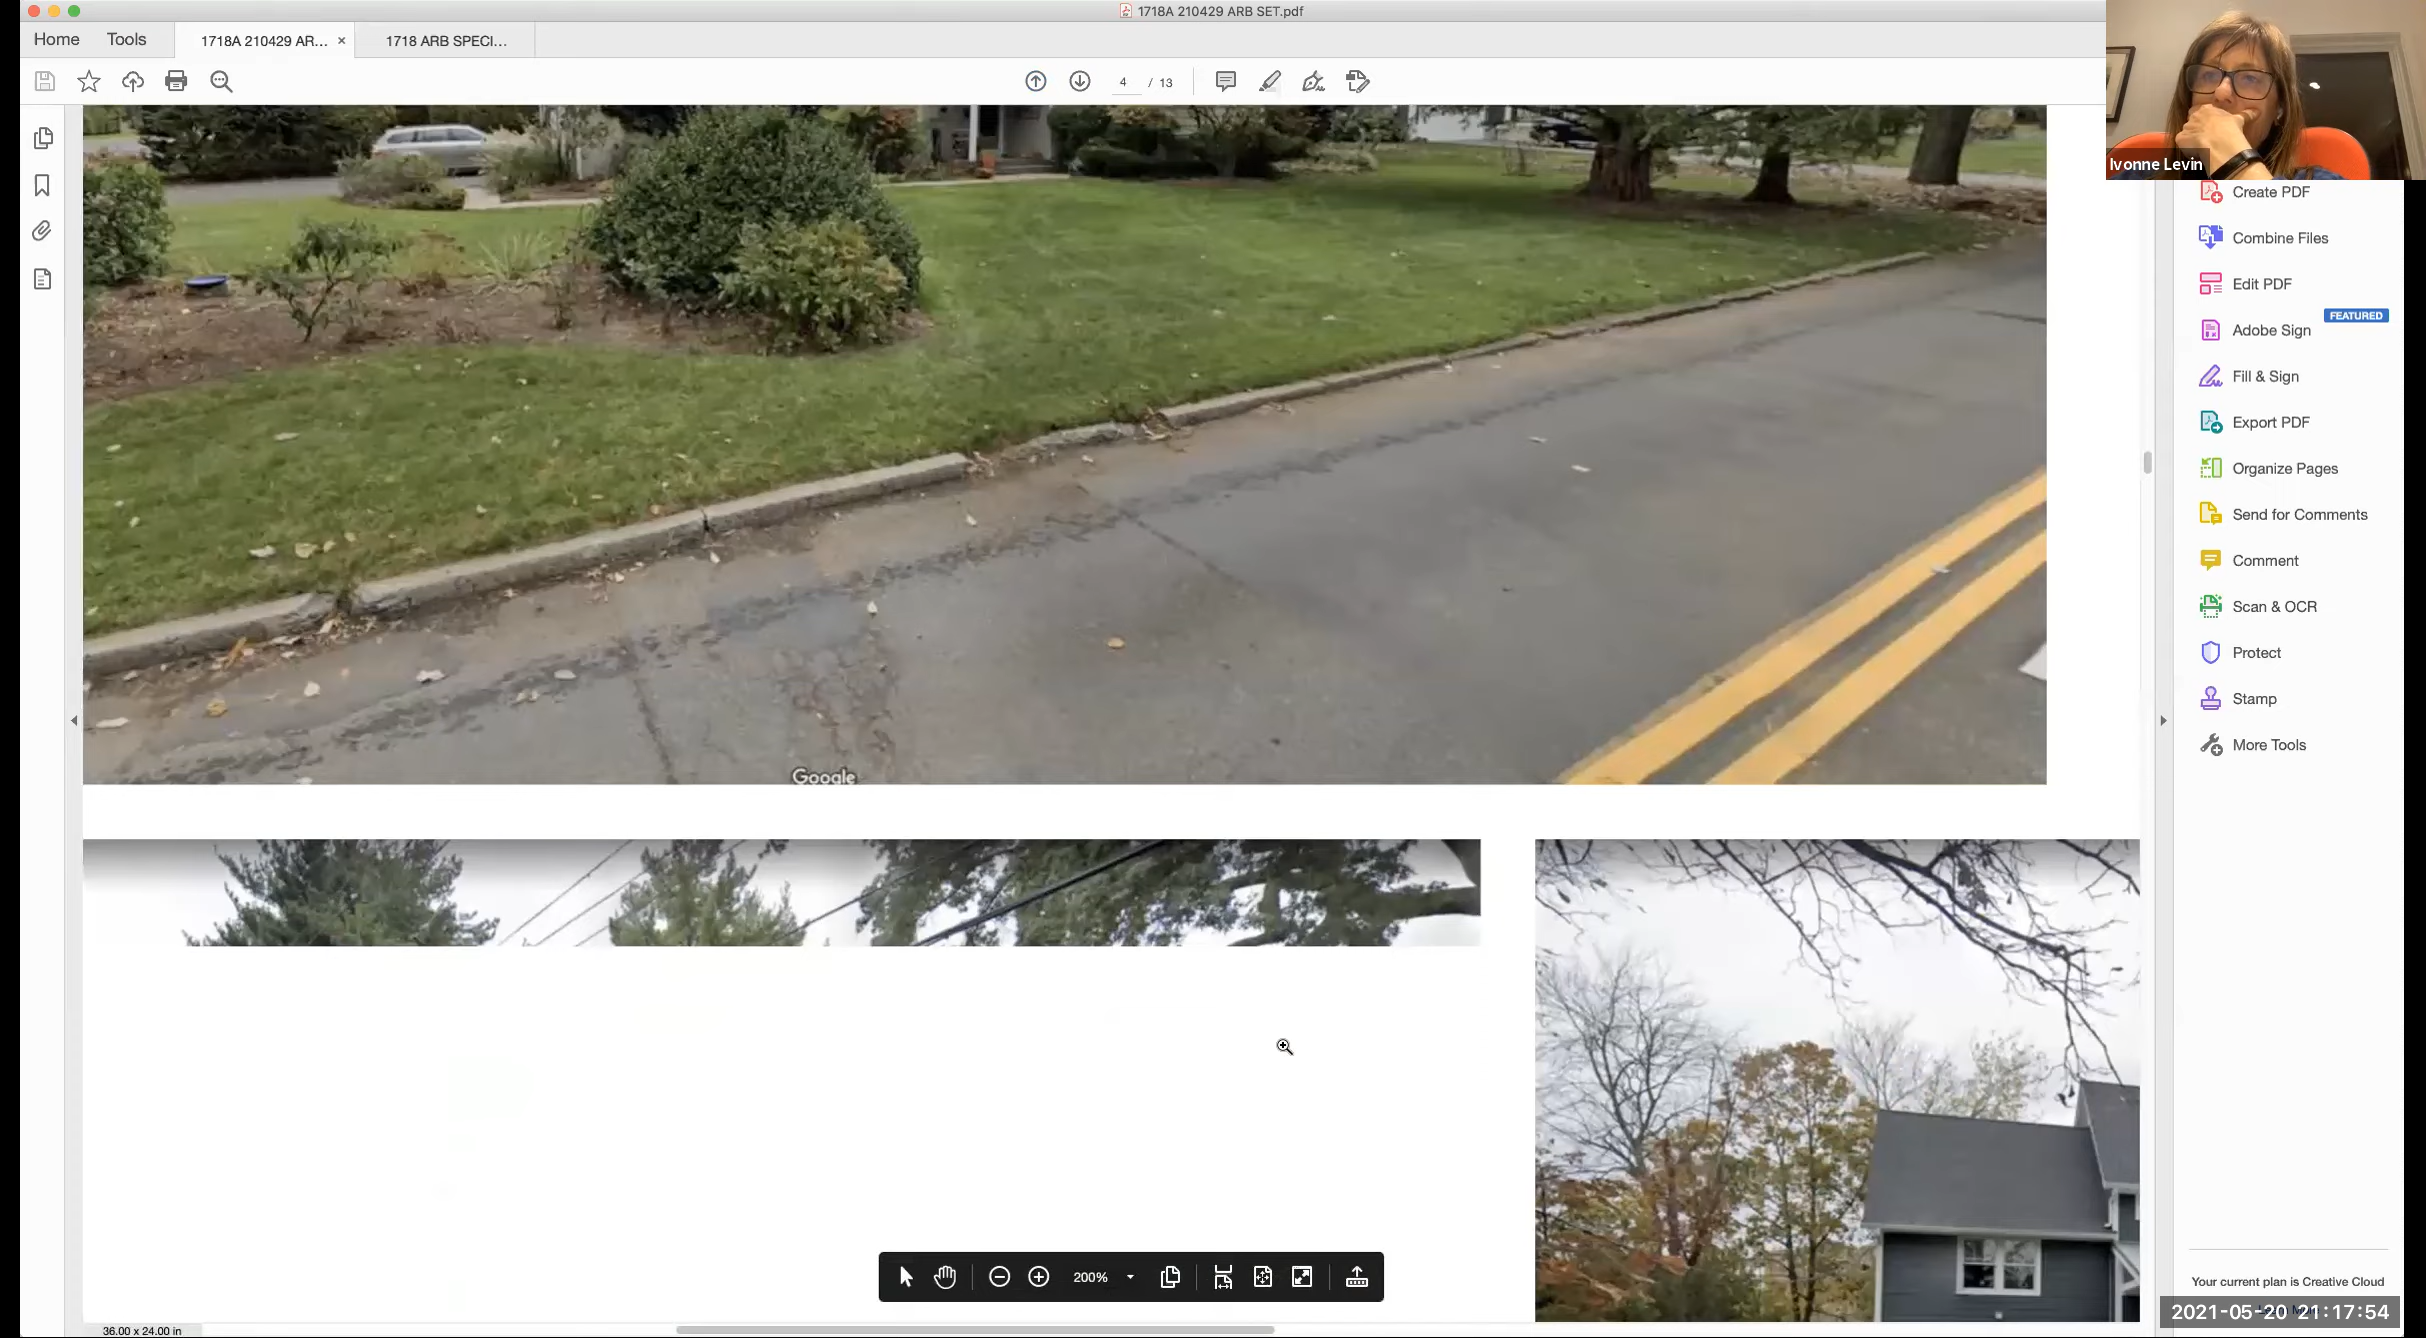 1718A 210429 ARB SET.pdf
Home
Tools
1718A 210429 AR... ×
1718 ARB SPECI...
4 / 13
Ivonne Levin
Create PDF
Combine Files
Edit PDF
FEATURED
Adobe Sign
Fill & Sign
Export PDF
Organize Pages
Send for Comments
Comment
Scan & OCR
Protect
Stamp
More Tools
Google
200%
Your current plan is Creative Cloud
2021-05-20 21:17:54
36.00 x 24.00 in